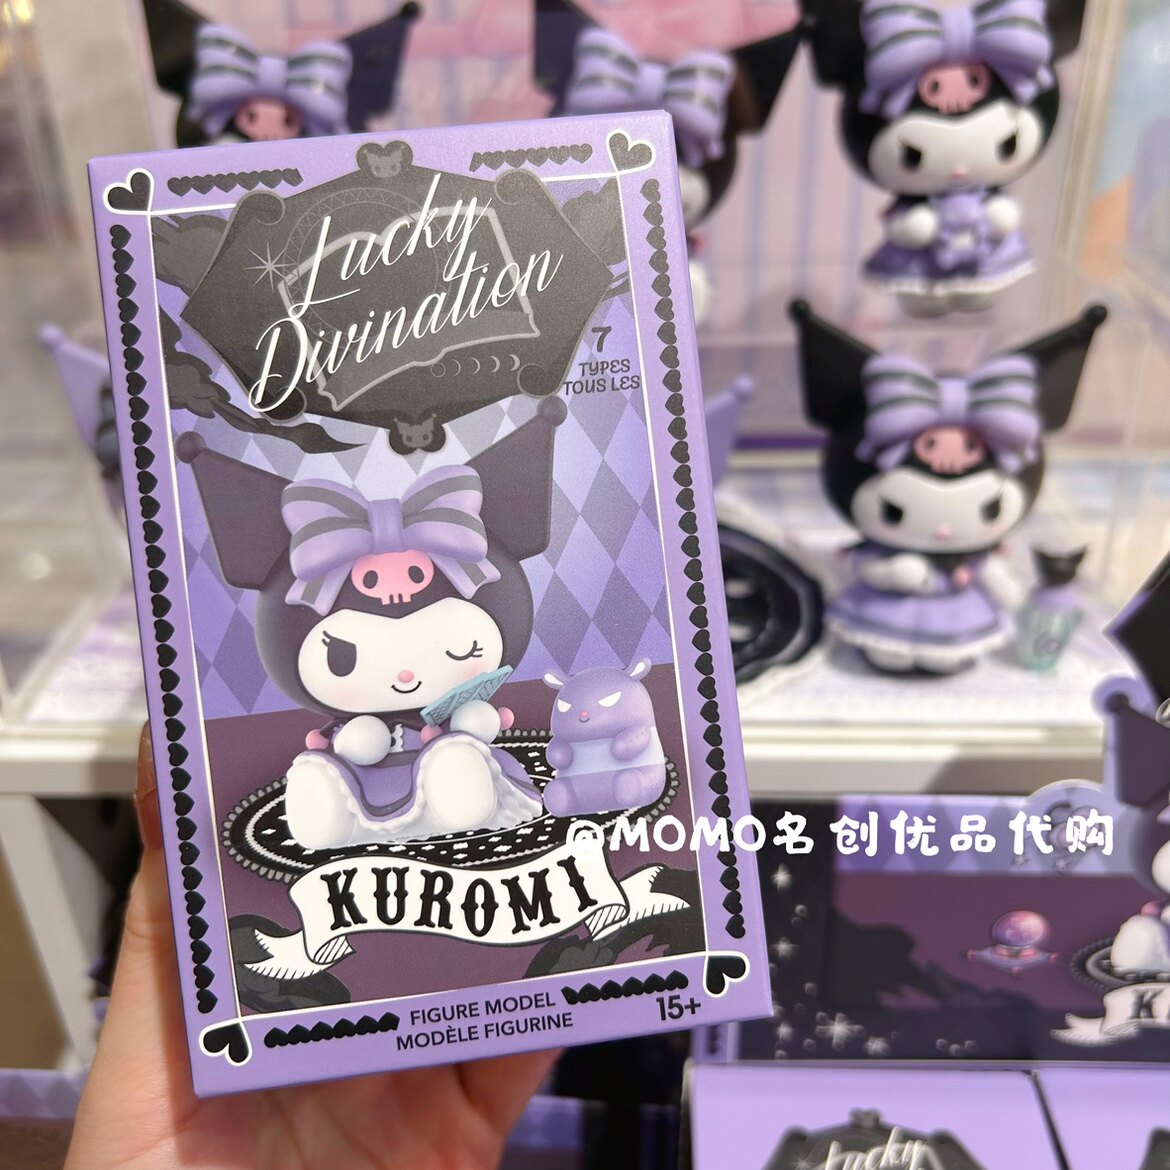 Lucky
Divination
7
TYPES
TOUS LES
@MOMO名创优品代购
KUROMI
FIGURE MODEL
MODÈLE FIGURINE
15+
K
Lucky